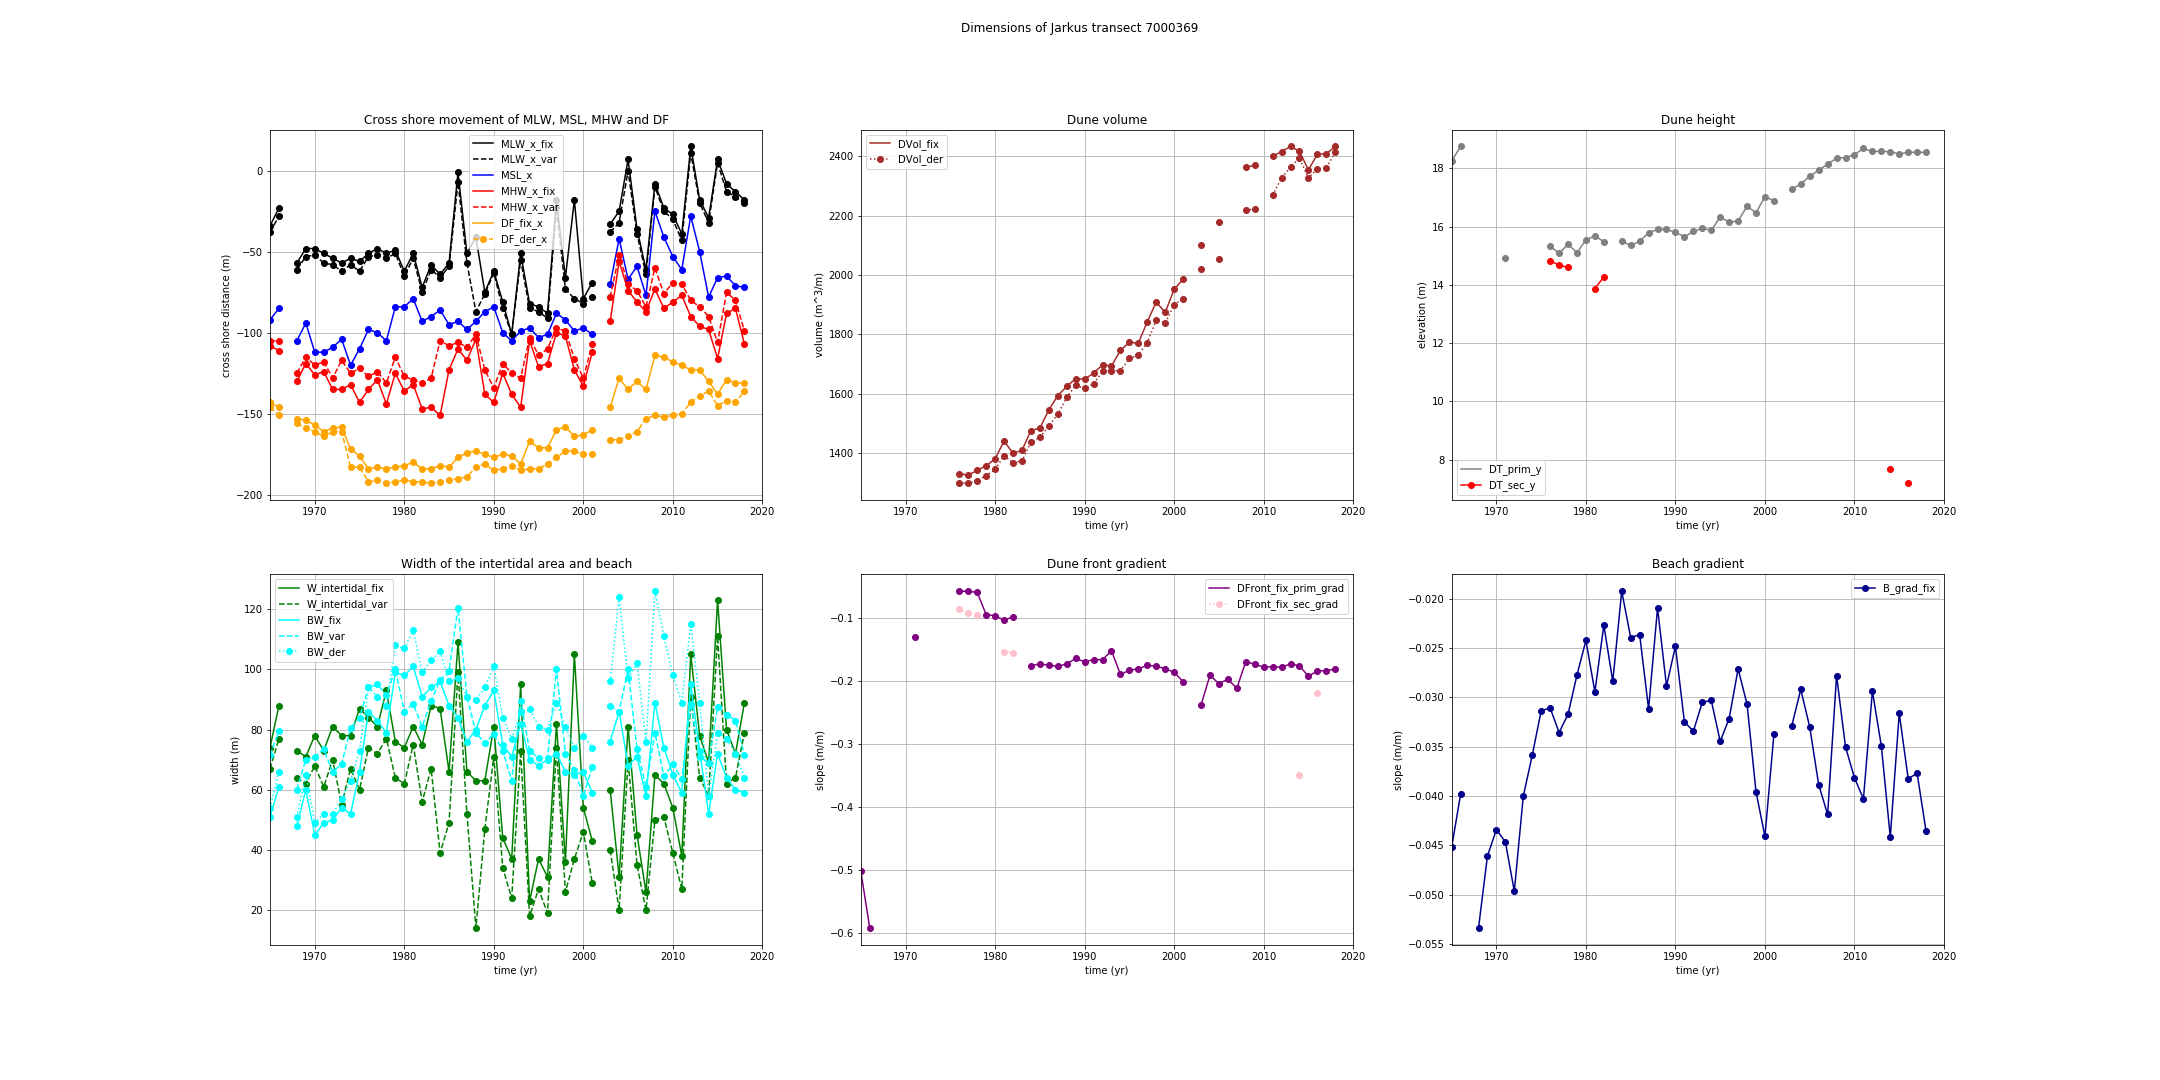 Dimensions of Jarkus transect 7000369
Cross shore movement of MLW, MSL, MHW and DF
cross shore distance (m)
0
−50
−100
−150
−200
MLW_x_fix
MLW_x_var
MSL_x
MHW_x_fix
MHW_x_var
DF_fix_x
DF_der_x
1970 1980 1990 2000 2010 2020
time (yr)
Dune volume
volume (m^3/m)
2400
2200
2000
1800
1600
1400
DVol_fix
DVol_der
1970 1980 1990 2000 2010 2020
time (yr)
Dune height
elevation (m)
18
16
14
12
10
8
DT_prim_y
DT_sec_y
1970 1980 1990 2000 2010 2020
time (yr)
Width of the intertidal area and beach
width (m)
120
100
80
60
40
20
W_intertidal_fix
W_intertidal_var
BW_fix
BW_var
BW_der
1970 1980 1990 2000 2010 2020
time (yr)
Dune front gradient
slope (m/m)
−0.1
−0.2
−0.3
−0.4
−0.5
−0.6
DFront_fix_prim_grad
DFront_fix_sec_grad
1970 1980 1990 2000 2010 2020
time (yr)
Beach gradient
slope (m/m)
−0.020
−0.025
−0.030
−0.035
−0.040
−0.045
−0.050
−0.055
B_grad_fix
1970 1980 1990 2000 2010 2020
time (yr)